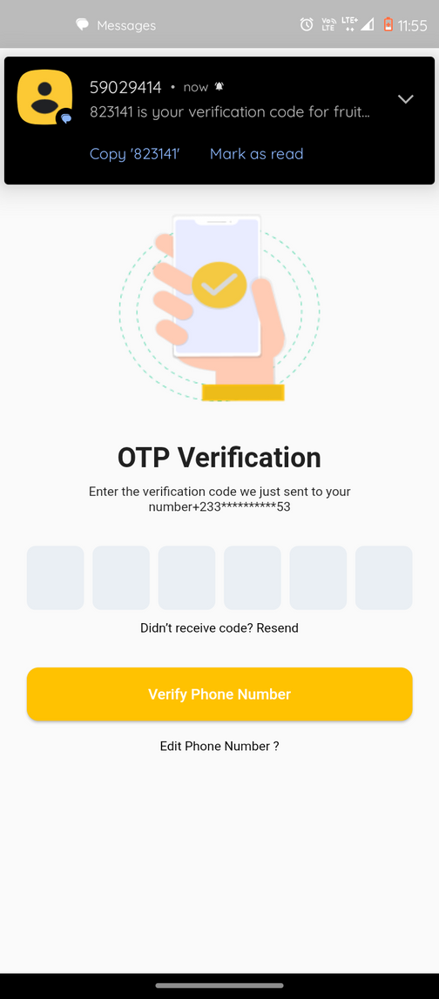 Messages
VoLTE LTE+ 11:55
59029414 • now
823141 is your verification code for fruit...
Copy '823141' Mark as read
OTP Verification
Enter the verification code we just sent to your
number+233**********53
Didn't receive code? Resend
Verify Phone Number
Edit Phone Number ?